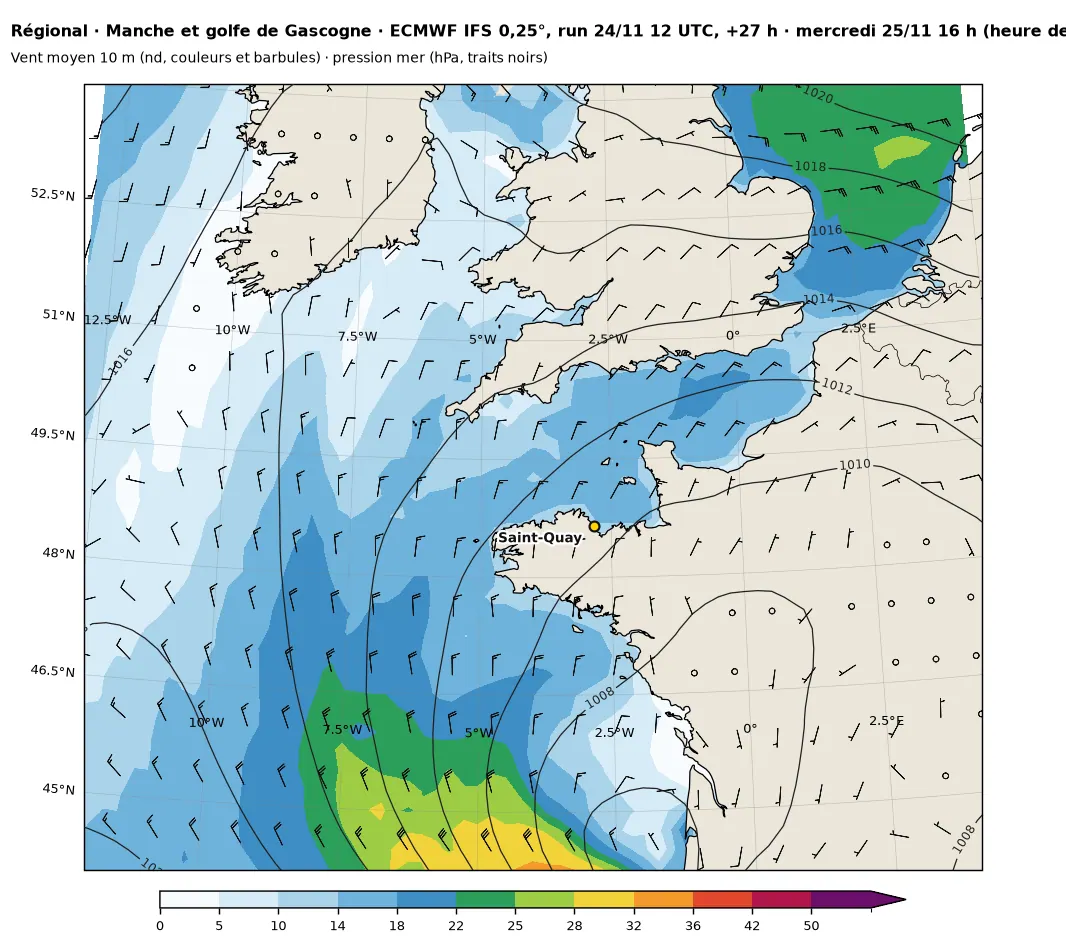 Régional · Manche et golfe de Gascogne · ECMWF IFS 0,25°, run 24/11 12 UTC, +27 h · mercredi 25/11 16 h (heure de
Vent moyen 10 m (nd, couleurs et barbules) · pression mer (hPa, traits noirs)
1020
1018
52.5°N
1016
1014
51°N
12.5°W
10°W
7.5°W
5°W
2.5°W
0°
2.5°E
1016
1012
49.5°N
1010
48°N
Saint-Quay
46.5°N
1008
10°W
7.5°W
5°W
2.5°W
0°
2.5°E
45°N
1008
0 5 10 14 18 22 25 28 32 36 42 50